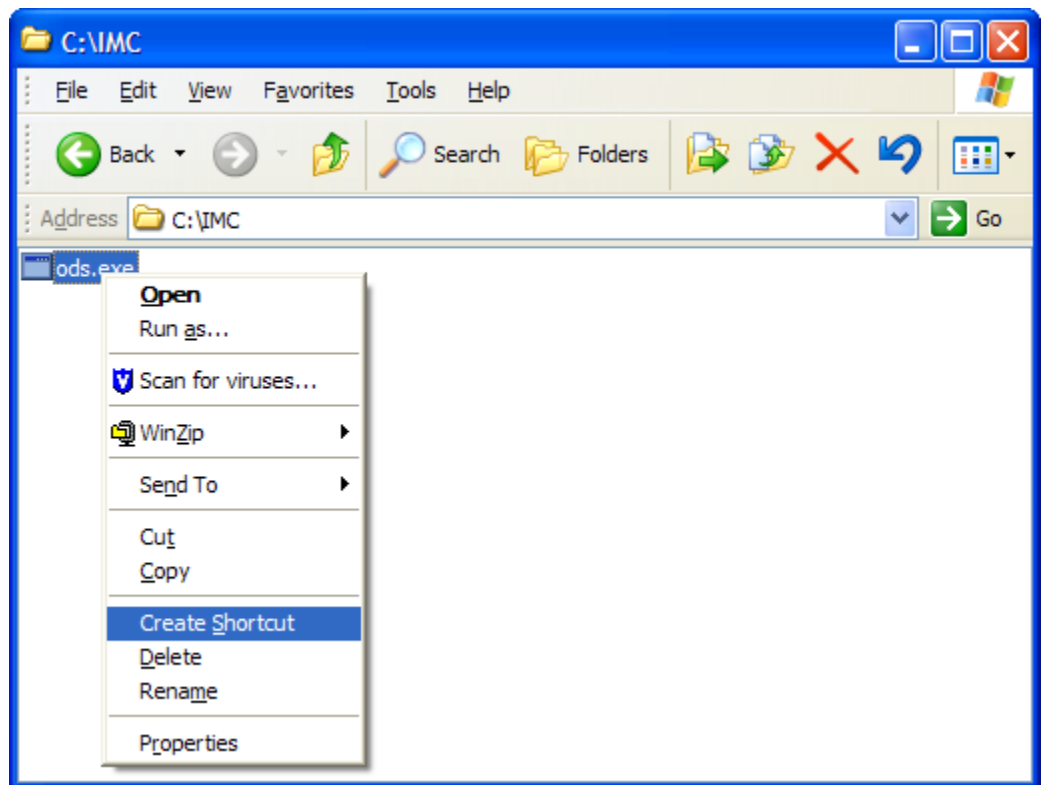 C:\IMC
File Edit View Favorites Tools Help
Back Search Folders
Address C:\IMC Go
ods.exe
Open
Run as...
Scan for viruses...
WinZip
Send To
Cut
Copy
Create Shortcut
Delete
Rename
Properties